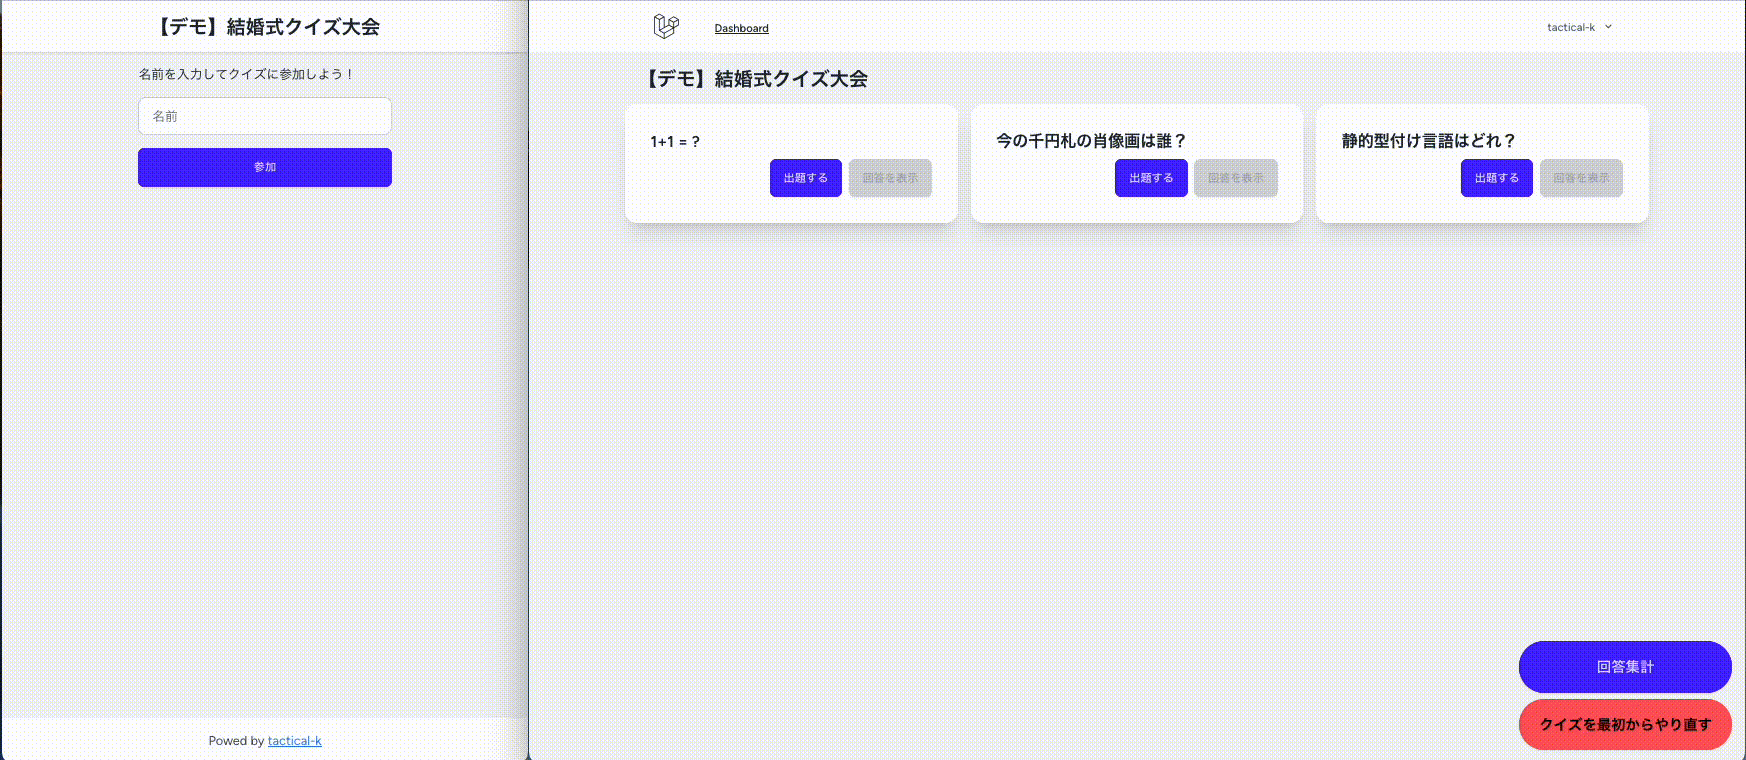 【デモ】結婚式クイズ大会
名前を入力してクイズに参加しよう！
名前
参加
Powed by tactical-k
Dashboard
tactical-k
【デモ】結婚式クイズ大会
1+1 = ?
出題する
回答を表示
今の千円札の肖像画は誰？
出題する
回答を表示
静的型付け言語はどれ？
出題する
回答を表示
回答集計
クイズを最初からやり直す